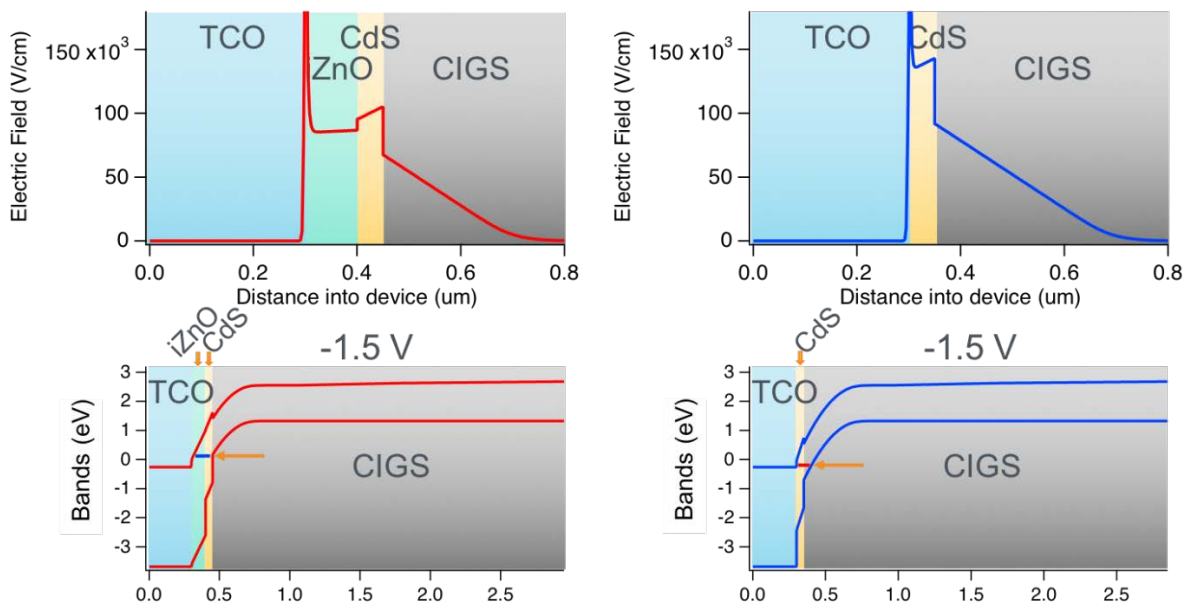 TCO
CdS
iZnO
CIGS
Electric Field (V/cm)
150 x10³
100
50
0
0.0
0.2
0.4
0.6
0.8
Distance into device (um)
TCO
CdS
CIGS
Electric Field (V/cm)
150 x10³
100
50
0
0.0
0.2
0.4
0.6
0.8
Distance into device (um)
iZnO
CdS
-1.5 V
TCO
CIGS
Bands (eV)
3
2
1
0
-1
-2
-3
0.0
0.5
1.0
1.5
2.0
2.5
CdS
-1.5 V
TCO
CIGS
Bands (eV)
3
2
1
0
-1
-2
-3
0.0
0.5
1.0
1.5
2.0
2.5